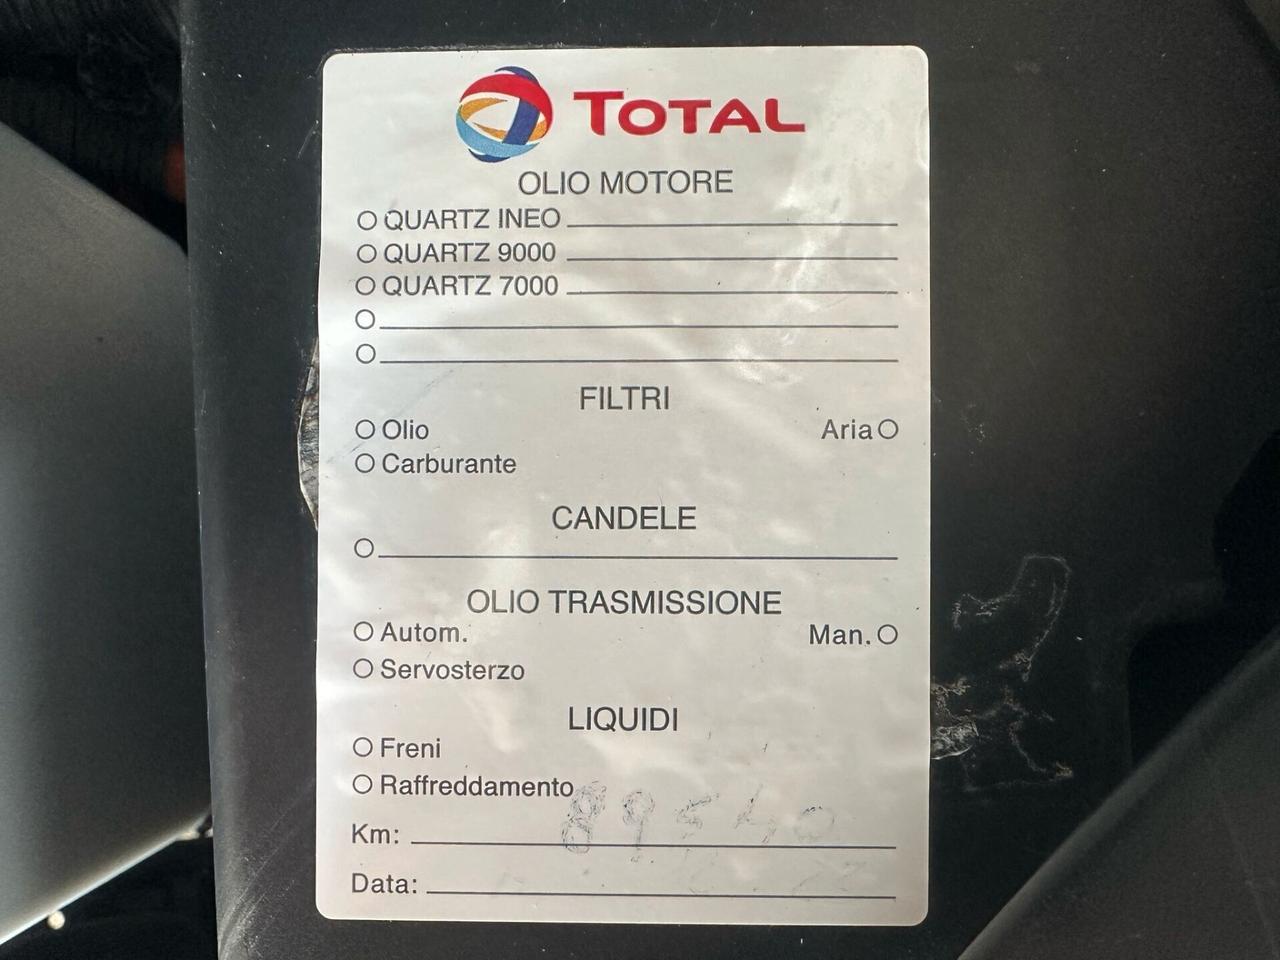 TOTAL
OLIO MOTORE
QUARTZ INEO
QUARTZ 9000
QUARTZ 7000
FILTRI
Olio Aria
Carburante
CANDELE
OLIO TRASMISSIONE
Autom. Man.
Servosterzo
LIQUIDI
Freni
Raffreddamento
Km: 89540
Data: